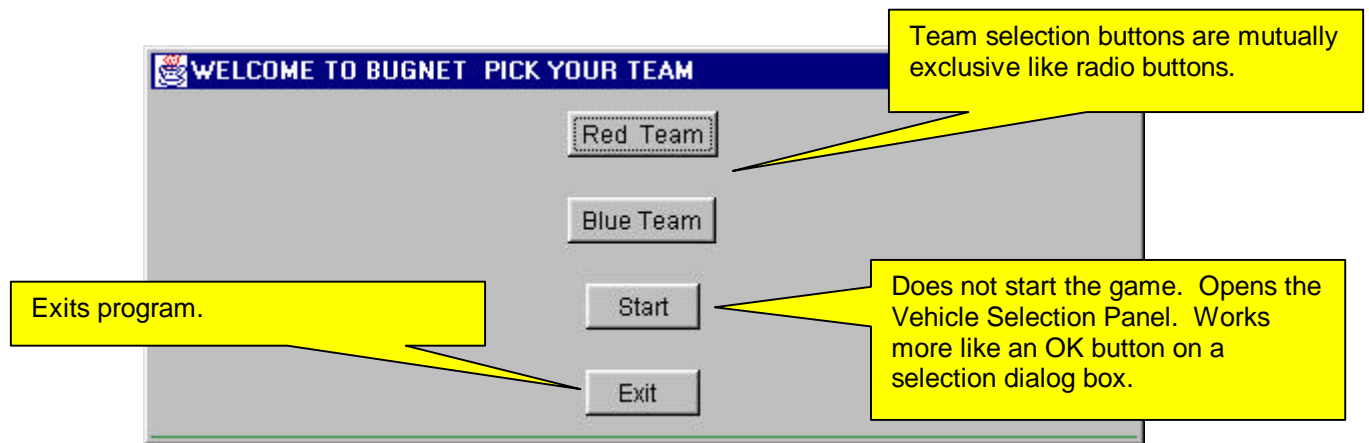 Team selection buttons are mutually
exclusive like radio buttons.
WELCOME TO BUGNET PICK YOUR TEAM
Red Team
Blue Team
Start
Exit
Exits program.
Does not start the game. Opens the
Vehicle Selection Panel. Works
more like an OK button on a
selection dialog box.